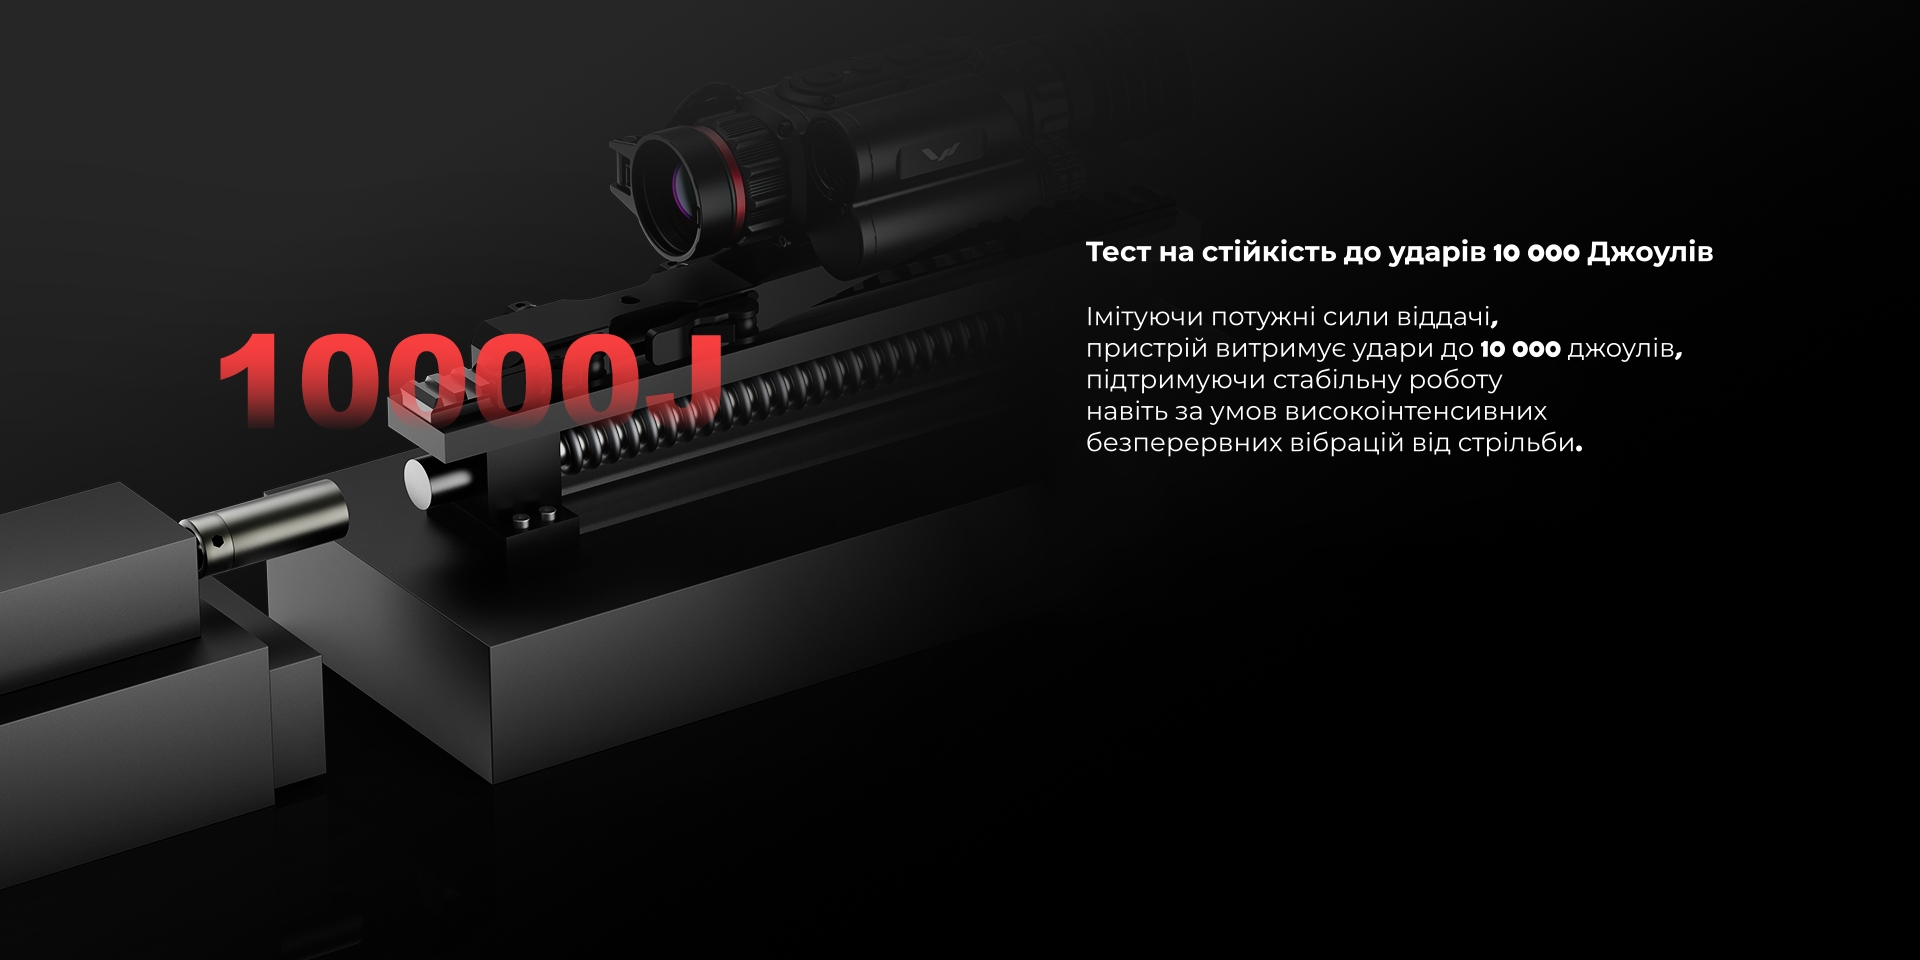 10000J
Тест на стійкість до ударів 10 000 Джоулів
Імітуючи потужні сили віддачі,
пристрій витримує удари до 10 000 джоулів,
підтримуючи стабільну роботу
навіть за умов високоінтенсивних
безперервних вібрацій від стрільби.